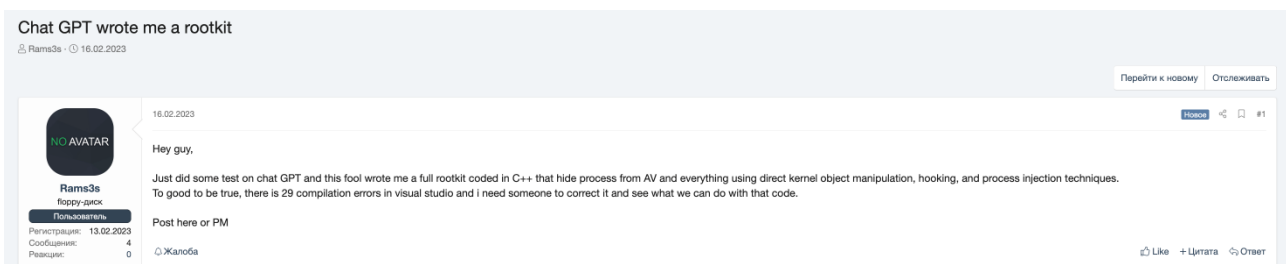 Chat GPT wrote me a rootkit
Rams3s · 16.02.2023
Перейти к новому Отслеживать
NO AVATAR
Rams3s
floppy-диск
Пользователь
Регистрация: 13.02.2023
Сообщения: 4
Реакции: 0
16.02.2023
Новое #1
Hey guy,
Just did some test on chat GPT and this fool wrote me a full rootkit coded in C++ that hide process from AV and everything using direct kernel object manipulation, hooking, and process injection techniques.
To good to be true, there is 29 compilation errors in visual studio and i need someone to correct it and see what we can do with that code.
Post here or PM
Жалоба
Like +Цитата Ответ